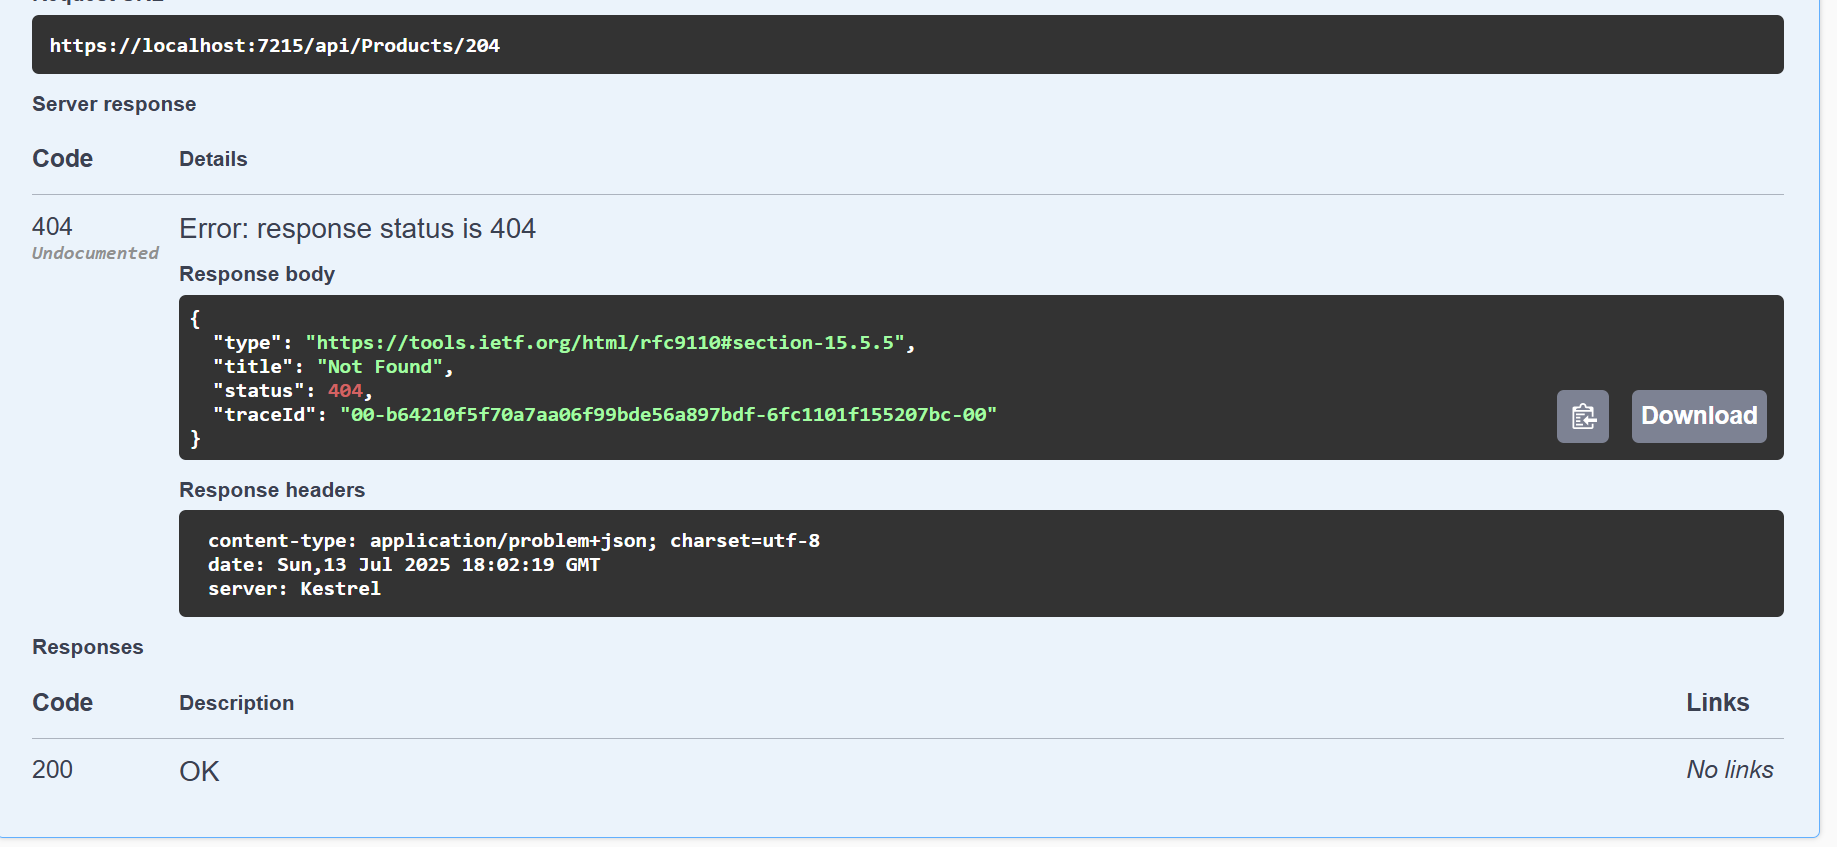 https://localhost:7215/api/Products/204
Server response
Code Details
404 Error: response status is 404
Undocumented
Response body
{
  "type": "https://tools.ietf.org/html/rfc9110#section-15.5.5",
  "title": "Not Found",
  "status": 404,
  "traceId": "00-b64210f5f70a7aa06f99bde56a897bdf-6fc1101f155207bc-00"
}
Download
Response headers
content-type: application/problem+json; charset=utf-8
date: Sun,13 Jul 2025 18:02:19 GMT
server: Kestrel
Responses
Code Description Links
200 OK No links